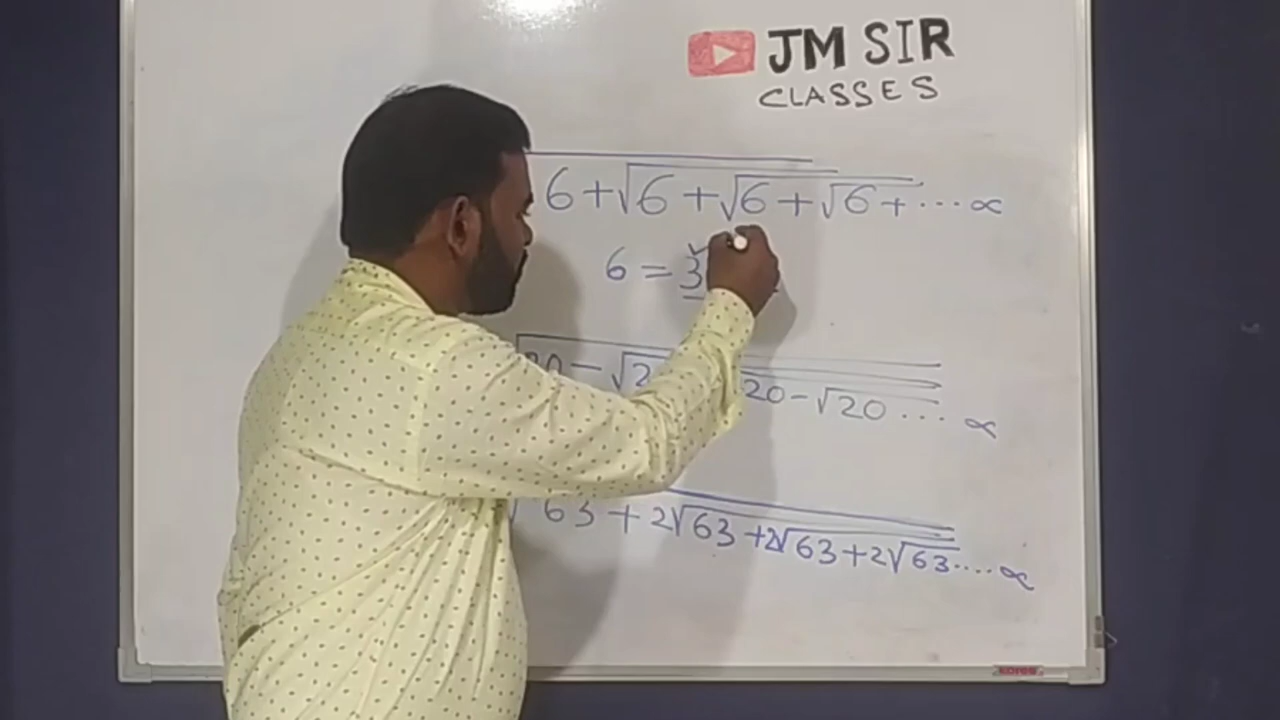 JM SIR
CLASSES
6+√6+√6+√6+...∝
6=3
20-√2 20-√20....∝
63+2√63+2√63+2√63....∝